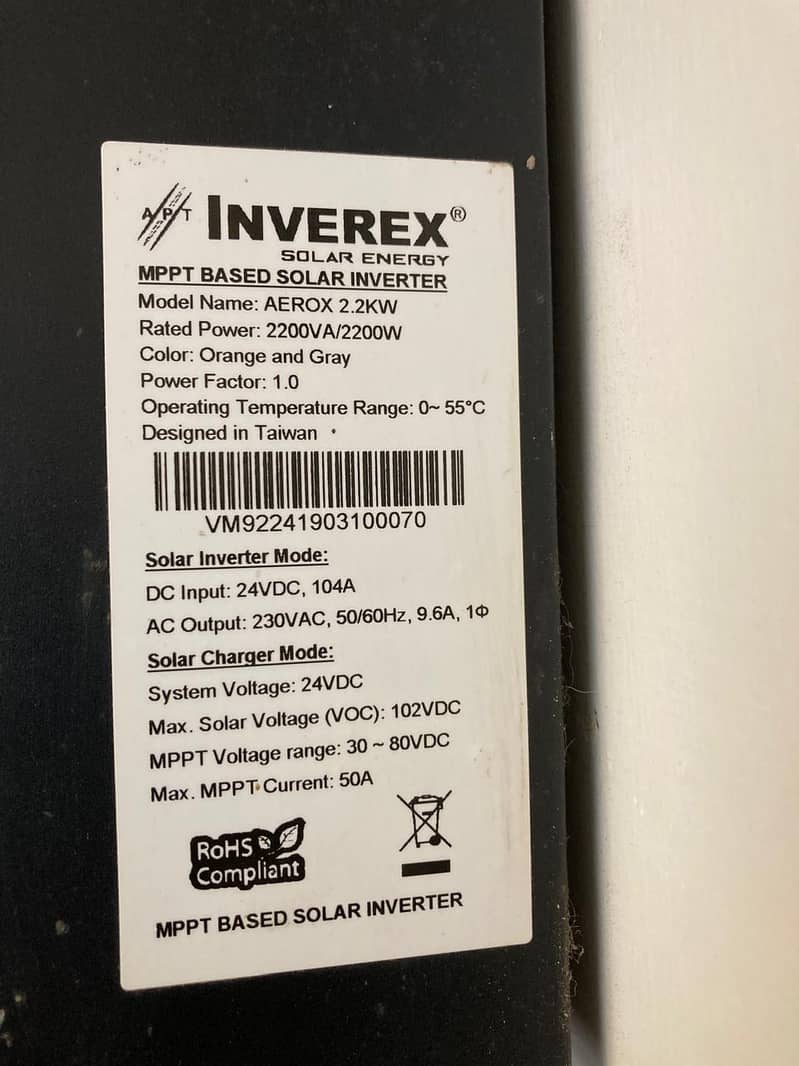 APT INVEREX®
SOLAR ENERGY
MPPT BASED SOLAR INVERTER
Model Name: AEROX 2.2KW
Rated Power: 2200VA/2200W
Color: Orange and Gray
Power Factor: 1.0
Operating Temperature Range: 0~ 55°C
Designed in Taiwan
VM92241903100070
Solar Inverter Mode:
DC Input: 24VDC, 104A
AC Output: 230VAC, 50/60Hz, 9.6A, 1Φ
Solar Charger Mode:
System Voltage: 24VDC
Max. Solar Voltage (VOC): 102VDC
MPPT Voltage range: 30 ~ 80VDC
Max. MPPT Current: 50A
RoHS
Compliant
MPPT BASED SOLAR INVERTER